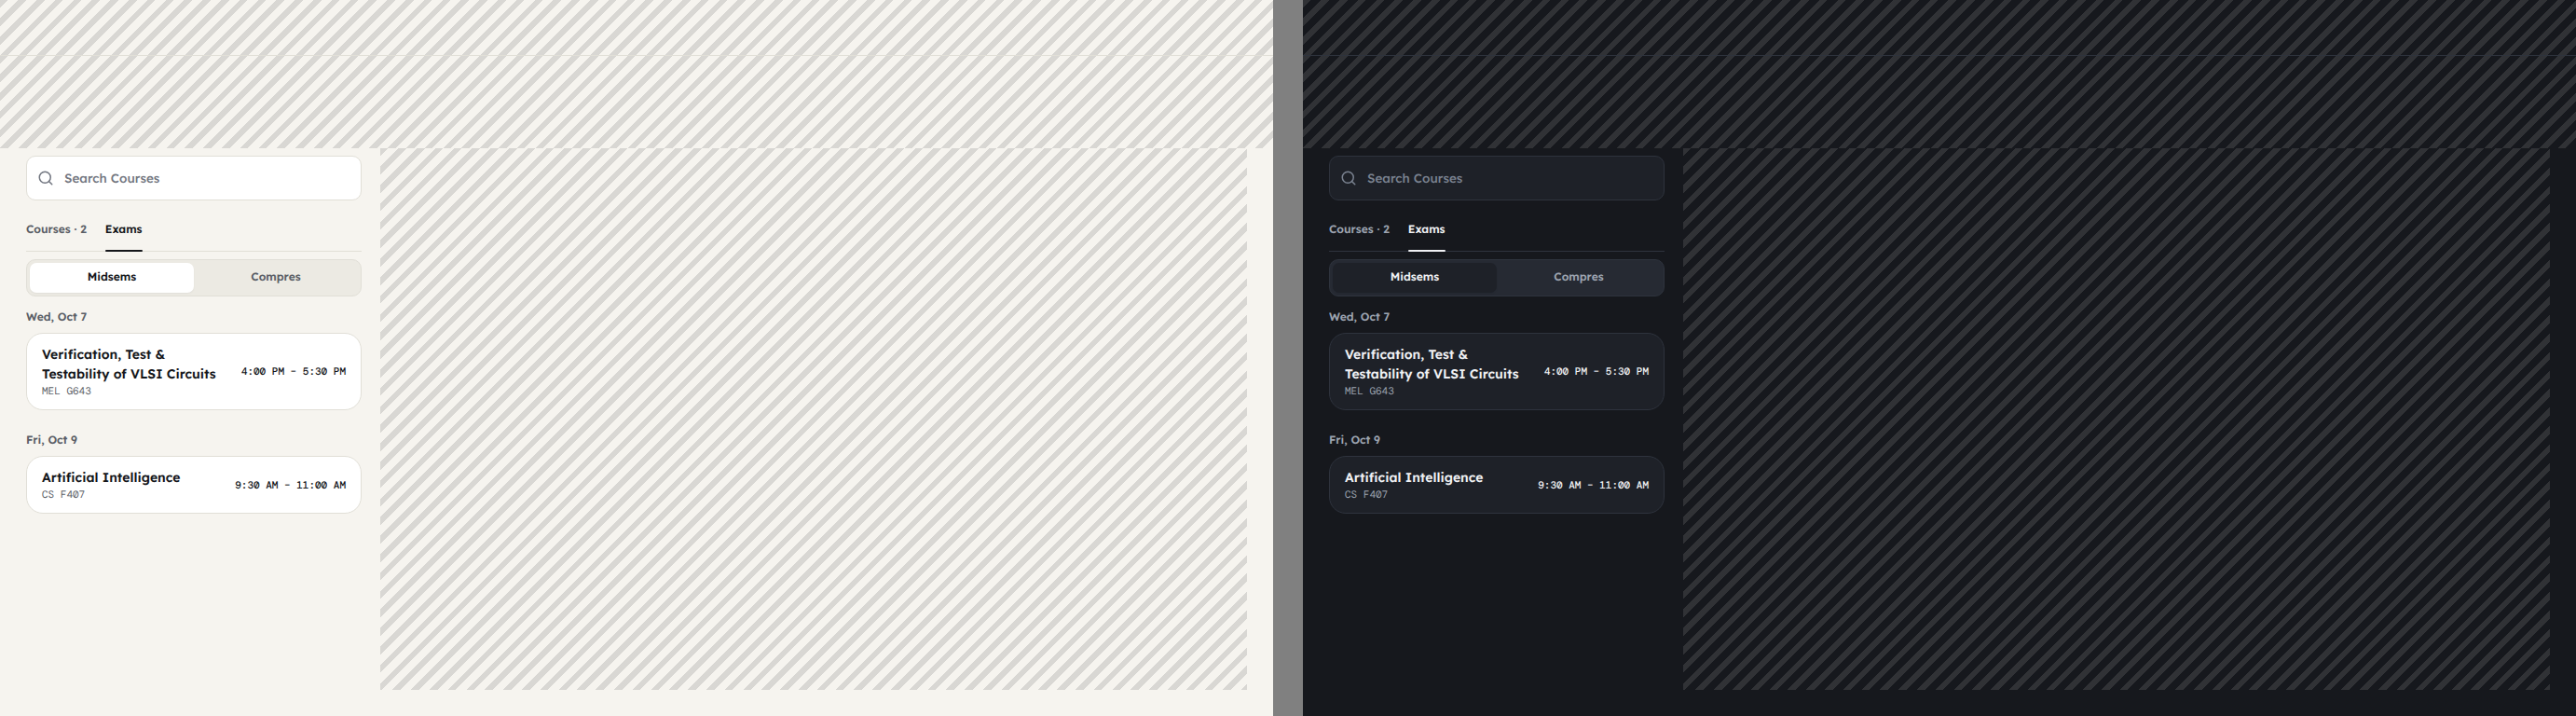 Search Courses
Courses · 2 Exams
Midsems Compres
Wed, Oct 7
Verification, Test &
Testability of VLSI Circuits
4:00 PM – 5:30 PM
MEL G643
Fri, Oct 9
Artificial Intelligence
9:30 AM – 11:00 AM
CS F407
Search Courses
Courses · 2 Exams
Midsems Compres
Wed, Oct 7
Verification, Test &
Testability of VLSI Circuits
4:00 PM – 5:30 PM
MEL G643
Fri, Oct 9
Artificial Intelligence
9:30 AM – 11:00 AM
CS F407